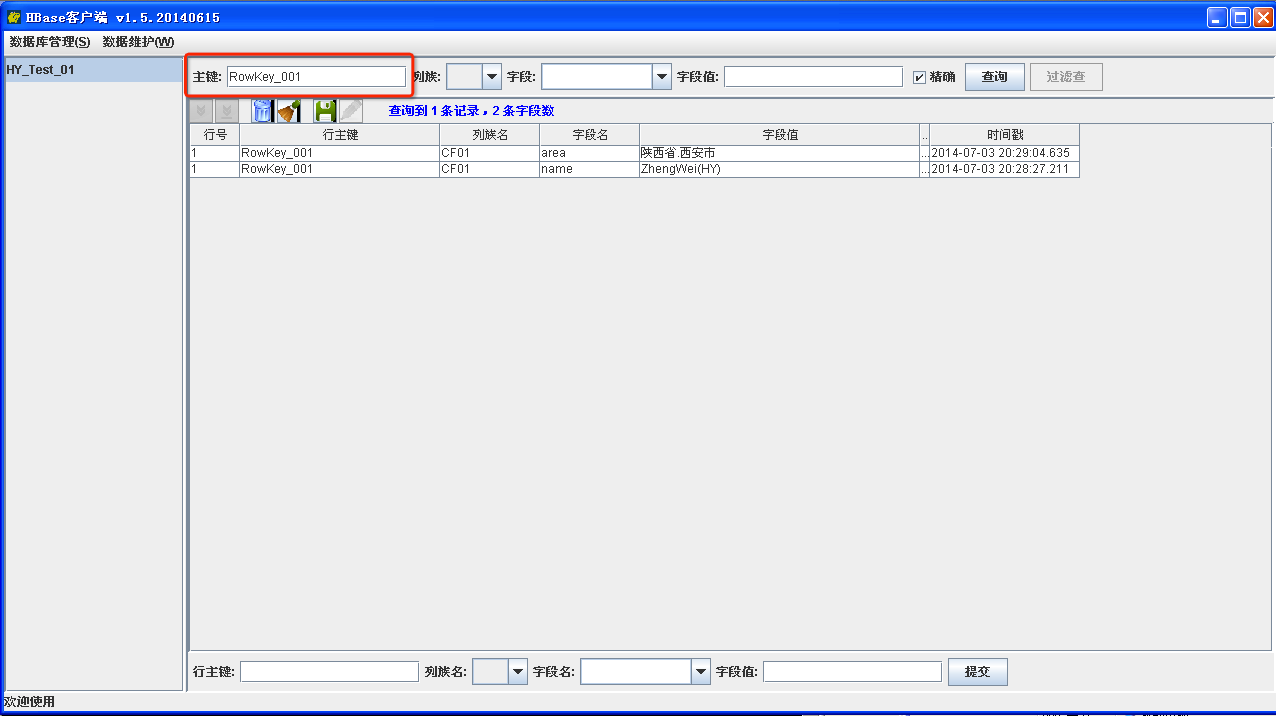 HBase客户端 v1.5.20140615
数据库管理(S) 数据维护(W)
HY_Test_01
主键: RowKey_001 列族: 字段: 字段值: 精确 查询 过滤查
查询到 1 条记录，2 条字段数
行号 行主键 列族名 字段名 字段值 .. 时间戳
1 RowKey_001 CF01 area 陕西省.西安市 ... 2014-07-03 20:29:04.635
1 RowKey_001 CF01 name ZhengWei(HY) ... 2014-07-03 20:28:27.211
行主键: 列族名: 字段名: 字段值: 提交
欢迎使用